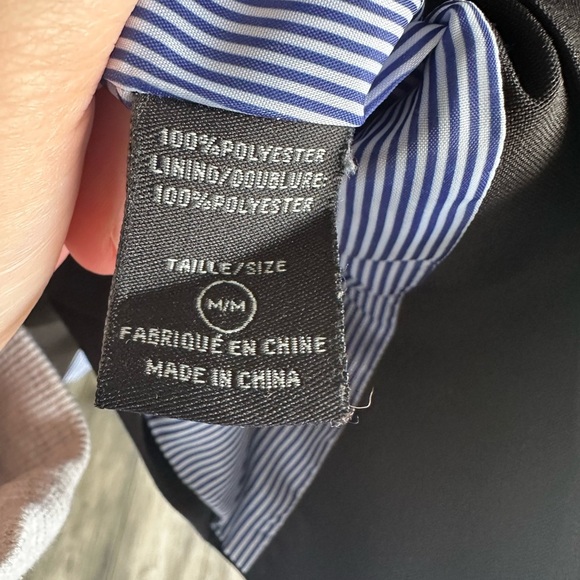 100% POLYESTER
LINING/DOUBLURE-
100% POLYESTER
TAILLE/SIZE
M/M
FABRIQUÉ EN CHINE
MADE IN CHINA